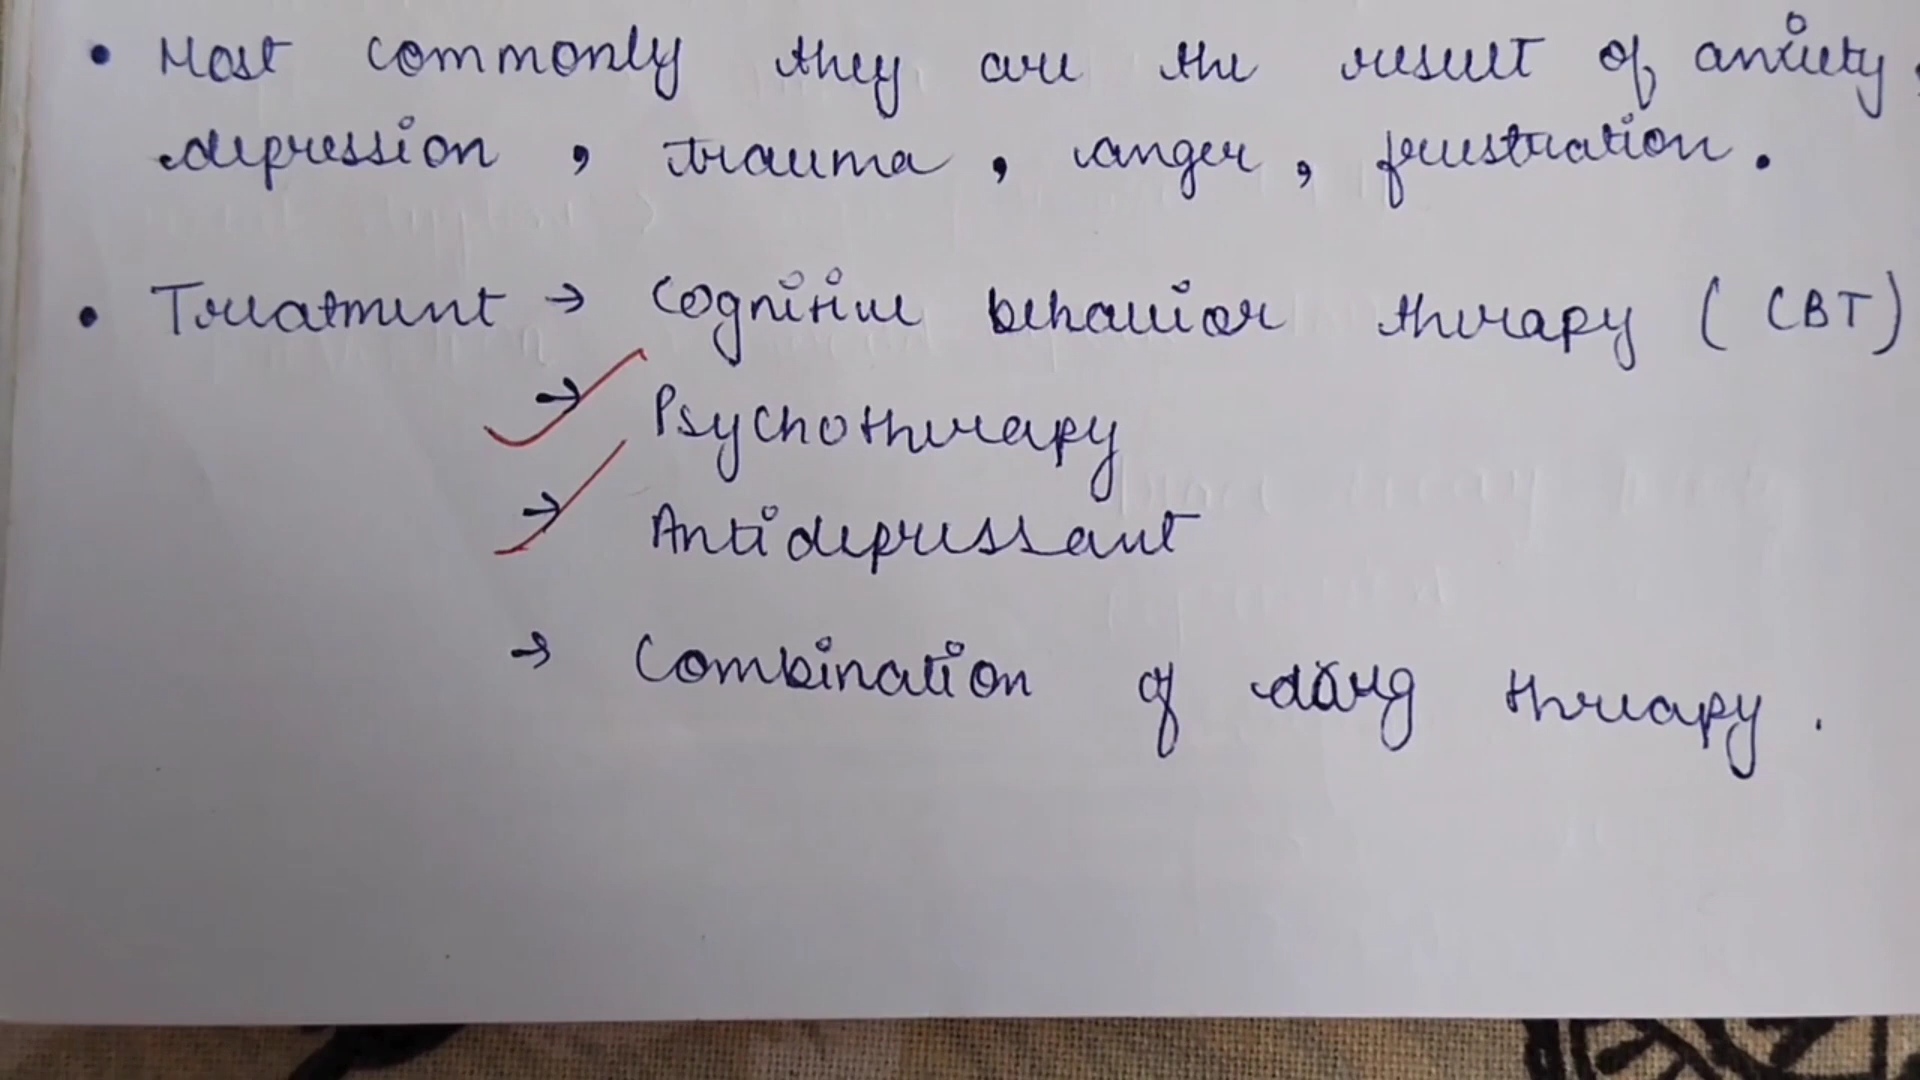 • Most commonly they are the result of anxiety,
depression, trauma, anger, frustration.
• Treatment → Cognitive behavior therapy (CBT)
→ Psychotherapy
→ Antidepressant
→ Combination of drug therapy.